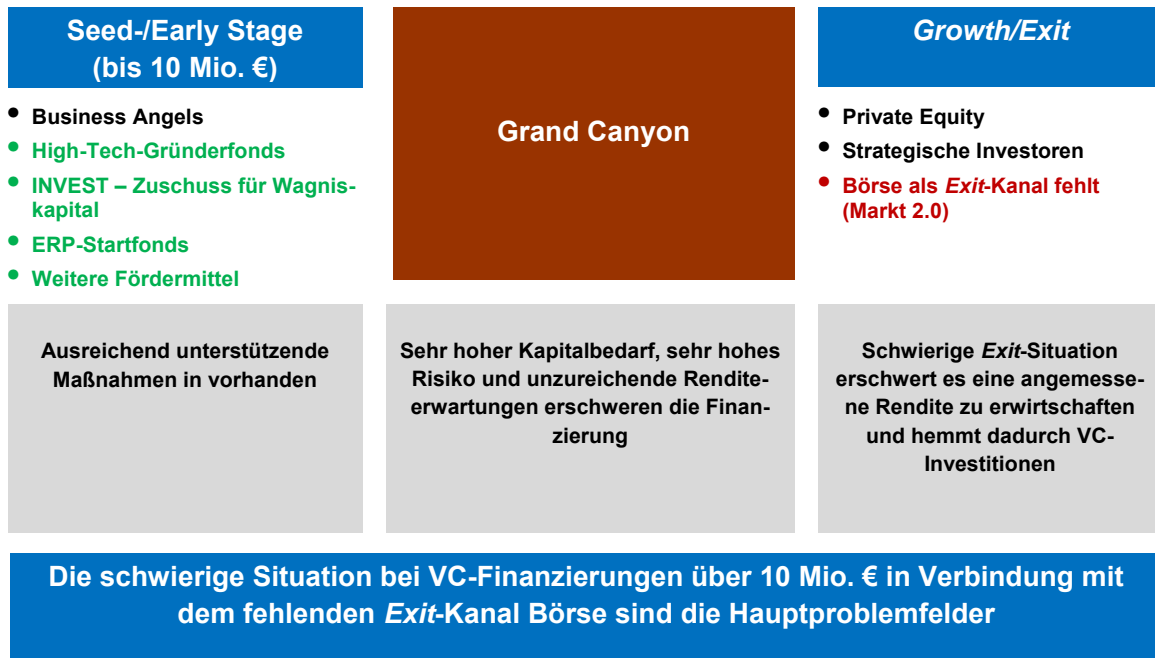 Seed-/Early Stage
(bis 10 Mio. €)
• Business Angels
• High-Tech-Gründerfonds
• INVEST – Zuschuss für Wagnis-
kapital
• ERP-Startfonds
• Weitere Fördermittel
Ausreichend unterstützende
Maßnahmen in vorhanden
Grand Canyon
Sehr hoher Kapitalbedarf, sehr hohes
Risiko und unzureichende Rendite-
erwartungen erschweren die Finan-
zierung
Growth/Exit
• Private Equity
• Strategische Investoren
• Börse als Exit-Kanal fehlt
(Markt 2.0)
Schwierige Exit-Situation
erschwert es eine angemesse-
ne Rendite zu erwirtschaften
und hemmt dadurch VC-
Investitionen
Die schwierige Situation bei VC-Finanzierungen über 10 Mio. € in Verbindung mit
dem fehlenden Exit-Kanal Börse sind die Hauptproblemfelder